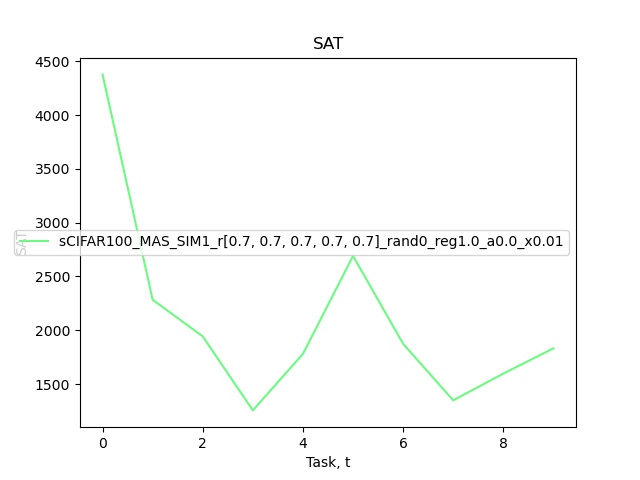 SAT
4500
4000
3500
3000
2500
2000
1500
SAT
sCIFAR100_MAS_SIM1_r[0.7, 0.7, 0.7, 0.7, 0.7]_rand0_reg1.0_a0.0_x0.01
0 2 4 6 8
Task, t